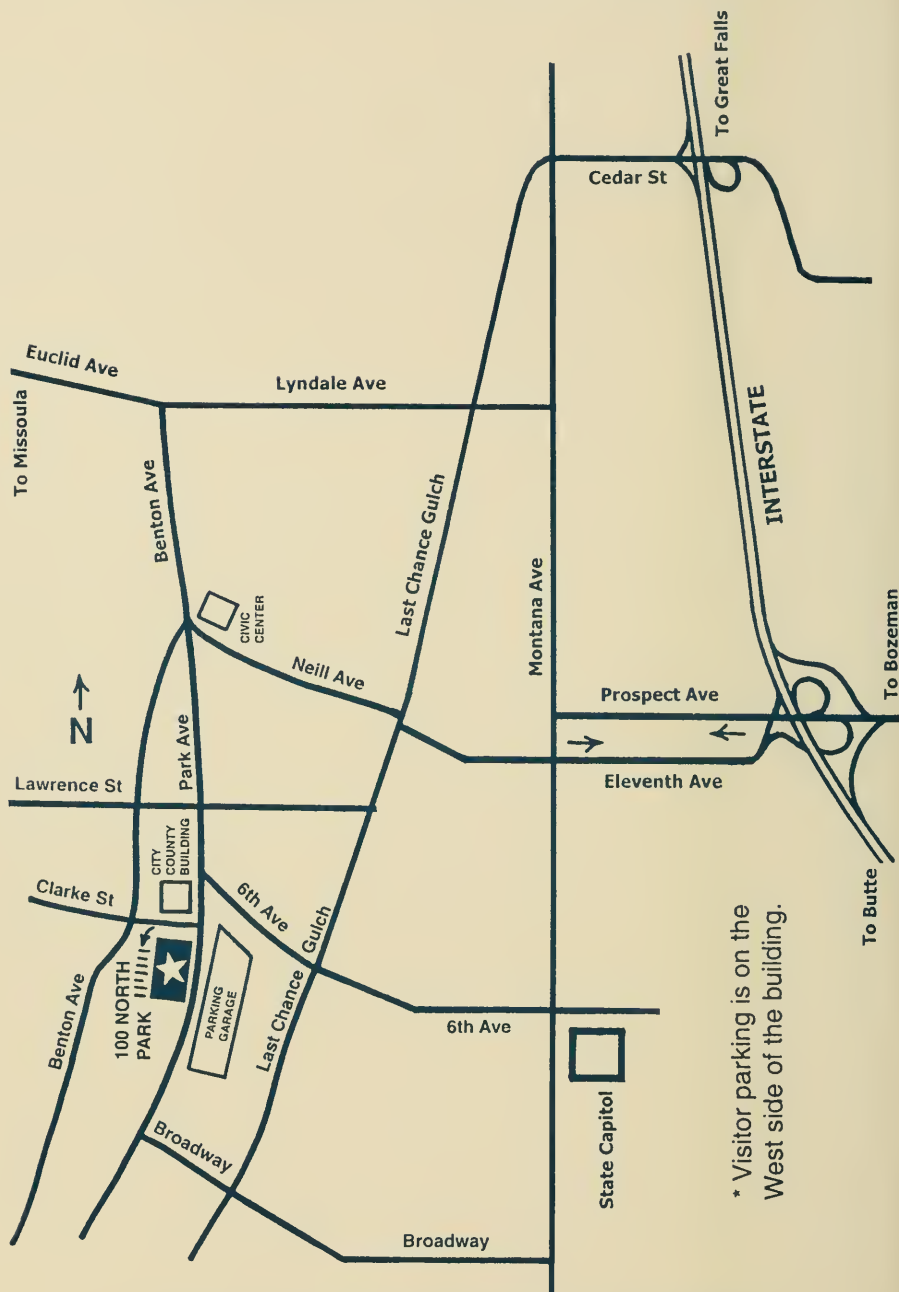 To Missoula
Euclid Ave
Lyndale Ave
Benton Ave
CIVIC
CENTER
Neill Ave
Last Chance Gulch
Montana Ave
Cedar St
To Great Falls
INTERSTATE
N
Park Ave
Lawrence St
CITY
COUNTY
BUILDING
Clarke St
Benton Ave
100 NORTH
PARK
PARKING
GARAGE
6th Ave
Last Chance Gulch
6th Ave
Prospect Ave
Eleventh Ave
To Bozeman
To Butte
Broadway
Broadway
State Capitol
* Visitor parking is on the
West side of the building.